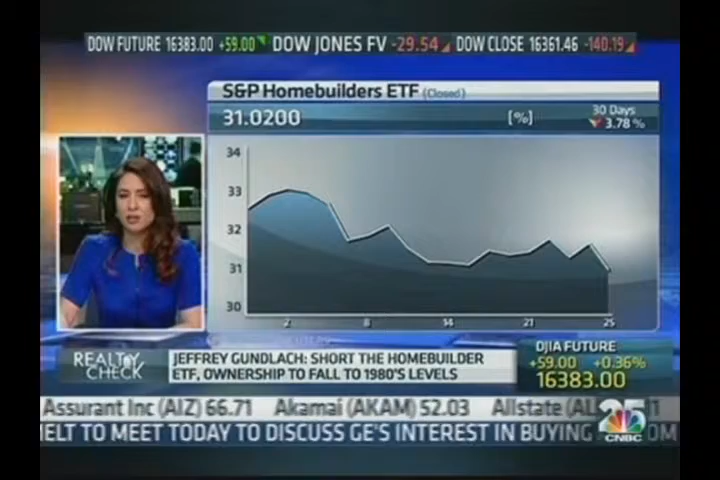 DOW FUTURE 16383.00 +59.00 DOW JONES FV -29.54 DOW CLOSE 16361.46 -140.19
S&P Homebuilders ETF (Closed)
31.0200 [%] 30 Days
3.78 %
34
33
32
31
30
2 8 14 21 25
REALTY CHECK
JEFFREY GUNDLACH: SHORT THE HOMEBUILDER
ETF, OWNERSHIP TO FALL TO 1980'S LEVELS
DJIA FUTURE
+59.00 +0.36%
16383.00
Assurant Inc (AIZ) 66.71 Akamai (AKAM) 52.03 Allstate (AL
25
CNBC
MELT TO MEET TODAY TO DISCUSS GE'S INTEREST IN BUYING